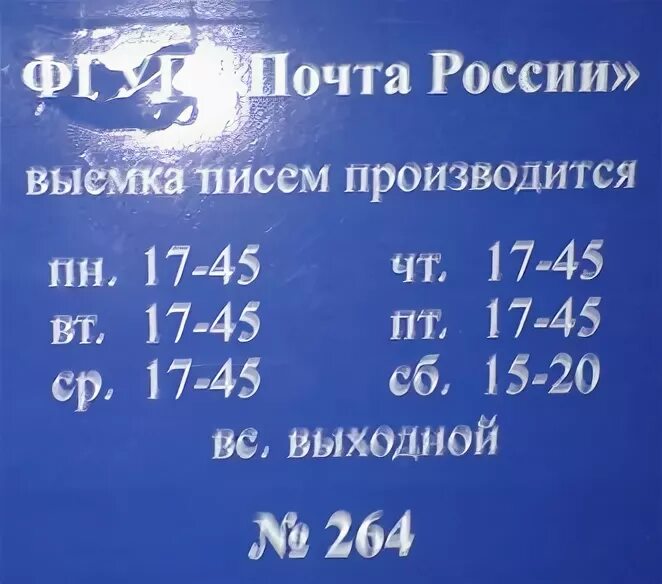 ФГУП «Почта России»
выемка писем производится
пн. 17-45 чт. 17-45
вт. 17-45 пт. 17-45
ср. 17-45 сб. 15-20
вс. выходной
№ 264